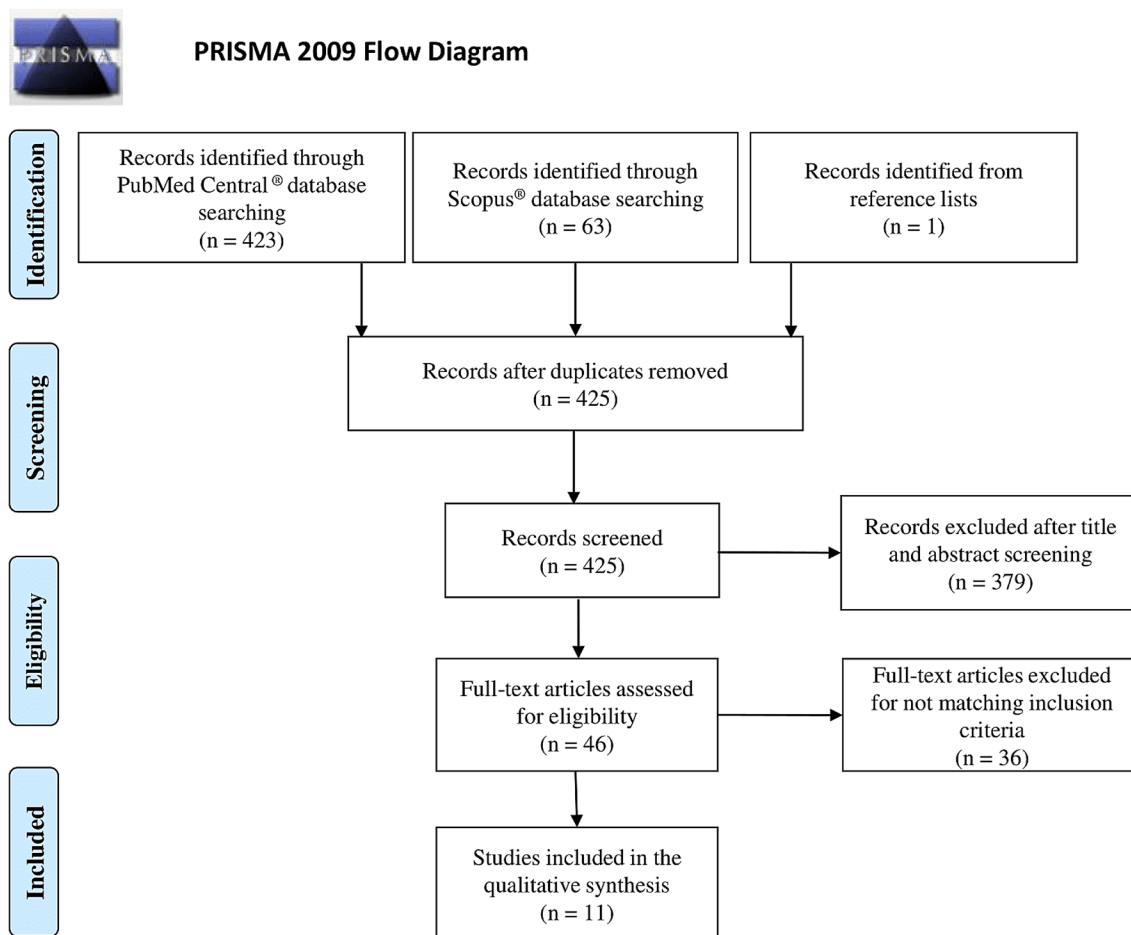 PRISMA
PRISMA 2009 Flow Diagram
Identification
Records identified through
PubMed Central® database
searching
(n = 423)
Records identified through
Scopus® database searching
(n = 63)
Records identified from
reference lists
(n = 1)
Screening
Records after duplicates removed
(n = 425)
Records screened
(n = 425)
Records excluded after title
and abstract screening
(n = 379)
Eligibility
Full-text articles assessed
for eligibility
(n = 46)
Full-text articles excluded
for not matching inclusion
criteria
(n = 36)
Included
Studies included in the
qualitative synthesis
(n = 11)